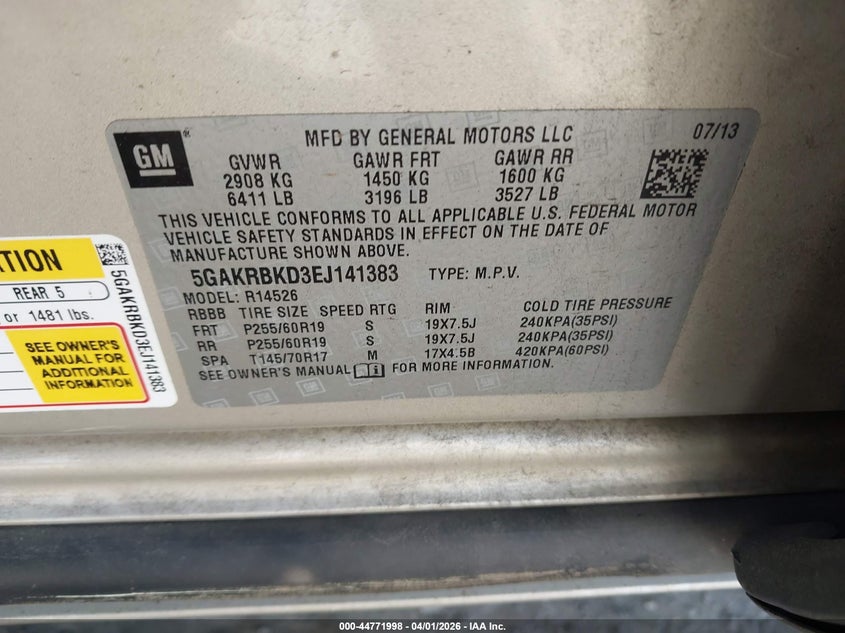 GM
®
MFD BY GENERAL MOTORS LLC 07/13
GVWR GAWR FRT GAWR RR
2908 KG 1450 KG 1600 KG
6411 LB 3196 LB 3527 LB
THIS VEHICLE CONFORMS TO ALL APPLICABLE U.S. FEDERAL MOTOR
VEHICLE SAFETY STANDARDS IN EFFECT ON THE DATE OF
MANUFACTURE SHOWN ABOVE.
5GAKRBKD3EJ141383 TYPE: M.P.V.
MODEL: R14526
RBBB TIRE SIZE SPEED RTG RIM COLD TIRE PRESSURE
FRT P255/60R19 S 19X7.5J 240KPA(35PSI)
RR P255/60R19 S 19X7.5J 240KPA(35PSI)
SPA T145/70R17 M 17X4.5B 420KPA(60PSI)
SEE OWNER'S MANUAL FOR MORE INFORMATION.
REAR 5
or 1481 lbs.
SEE OWNER'S
MANUAL FOR
ADDITIONAL
INFORMATION
5GAKRBKD3EJ141383
000-44771998 - 04/01/2026 - IAA Inc.